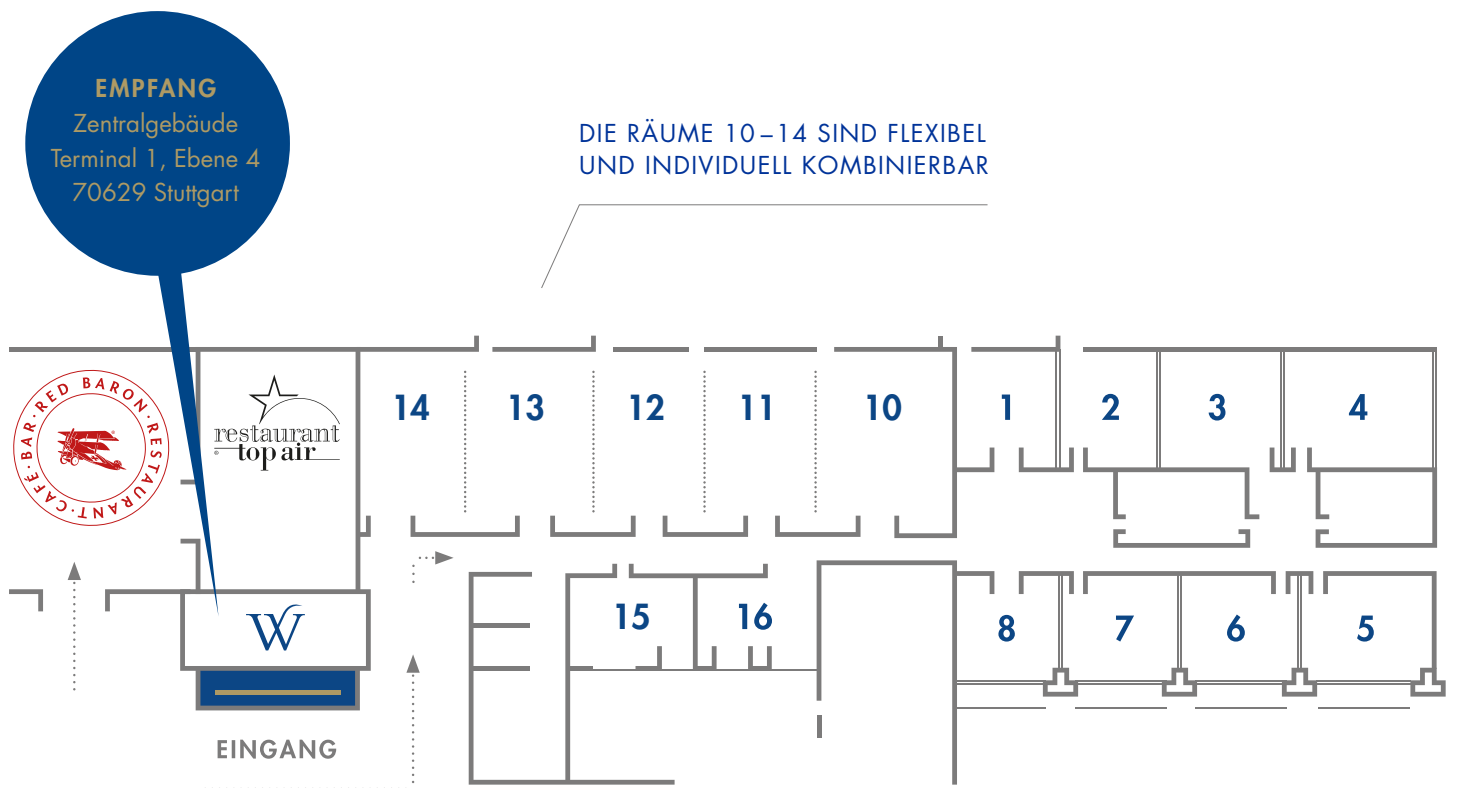 EMPFANG
Zentralgebäude
Terminal 1, Ebene 4
70629 Stuttgart
DIE RÄUME 10–14 SIND FLEXIBEL
UND INDIVIDUELL KOMBINIERBAR
RED BARON · RESTAURANT · CAFÉ · BAR ·
restaurant
top air
14 13 12 11 10 1 2 3 4
15 16 8 7 6 5
W
EINGANG